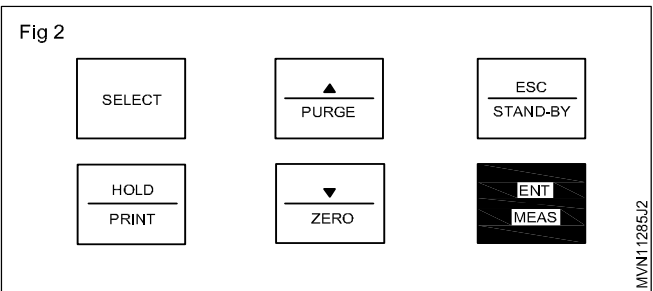 Fig 2
SELECT
▲
PURGE
ESC
STAND-BY
HOLD
PRINT
▼
ZERO
ENT
MEAS
MVN11285J2